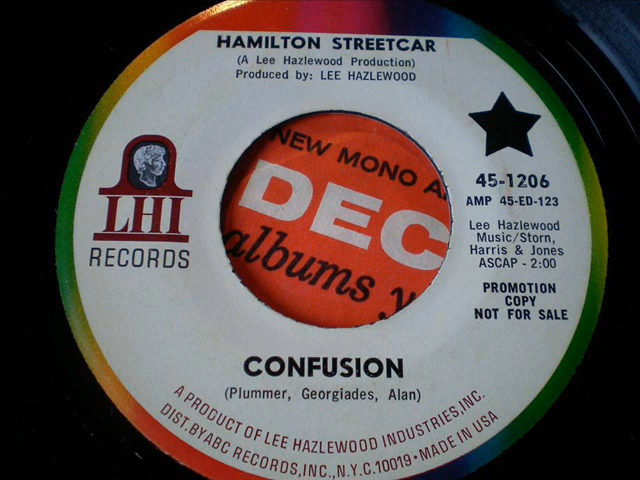 HAMILTON STREETCAR
(A Lee Hazlewood Production)
Produced by: LEE HAZLEWOOD
LHI
RECORDS
45-1206
AMP 45-ED-123
Lee Hazlewood
Music/Storn,
Harris & Jones
ASCAP - 2:00
PROMOTION
COPY
NOT FOR SALE
NEW MONO
DEC
albums
CONFUSION
(Plummer, Georgiades, Alan)
A PRODUCT OF LEE HAZLEWOOD INDUSTRIES, INC.
DIST. BY ABC RECORDS, INC., N.Y.C. 10019 • MADE IN USA